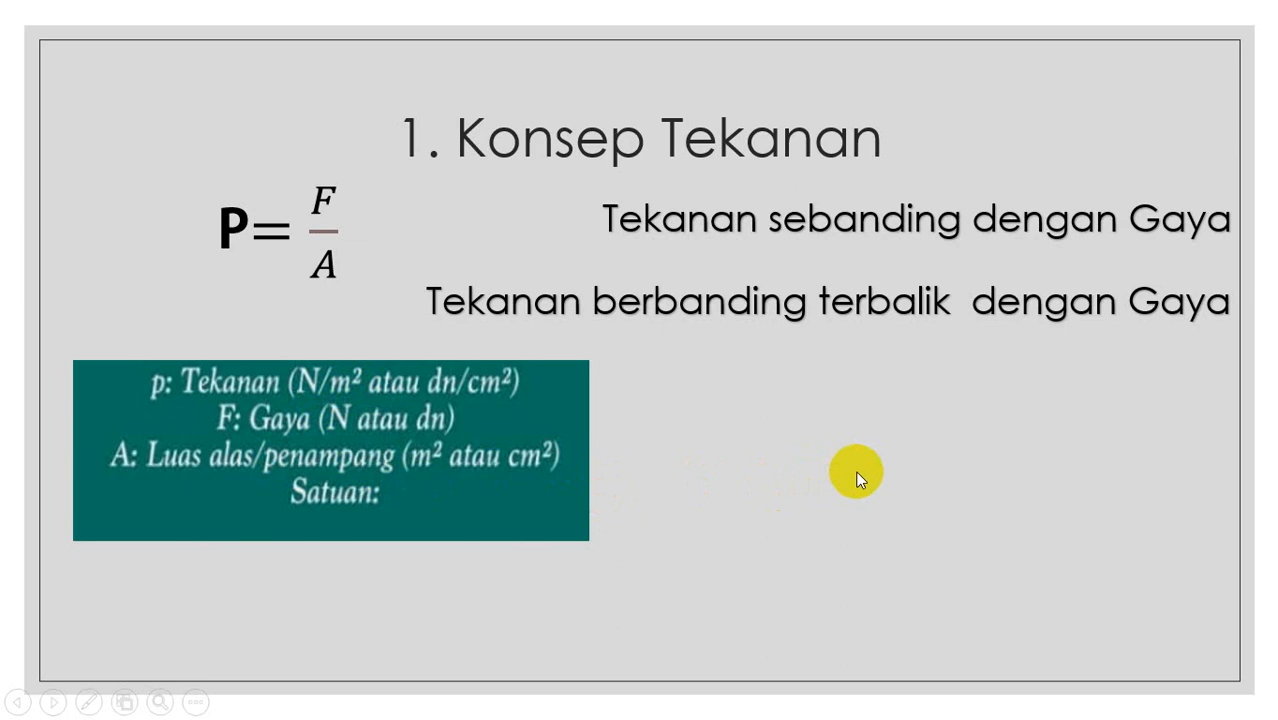 1. Konsep Tekanan
P= F/A
Tekanan sebanding dengan Gaya
Tekanan berbanding terbalik dengan Gaya
p: Tekanan (N/m² atau dn/cm²)
F: Gaya (N atau dn)
A: Luas alas/penampang (m² atau cm²)
Satuan: